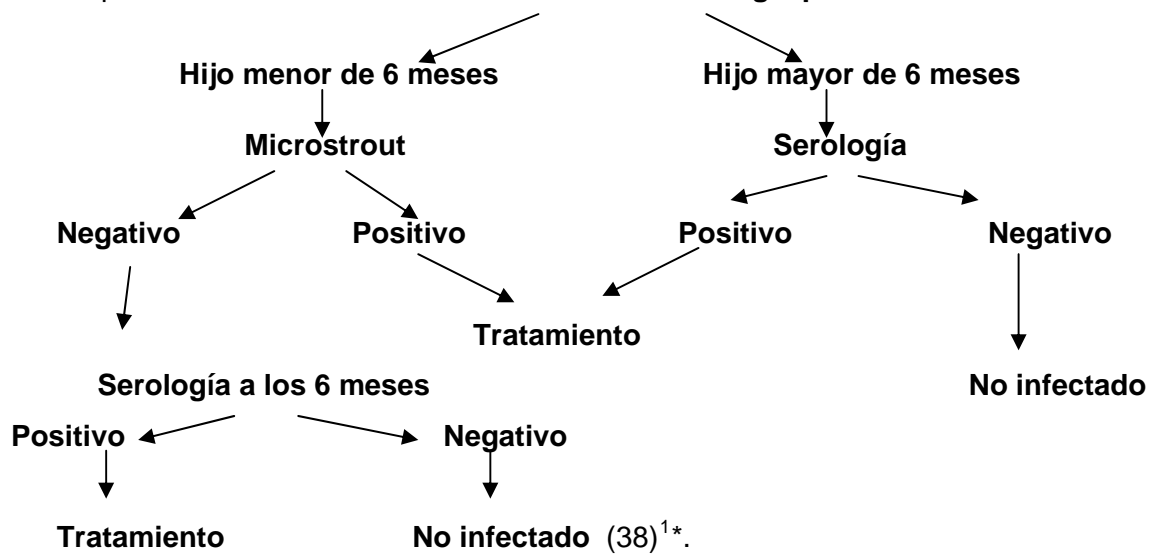 Hijo menor de 6 meses Hijo mayor de 6 meses
Microstrout Serología
Negativo Positivo Positivo Negativo
Tratamiento
Serología a los 6 meses No infectado
Positivo Negativo
Tratamiento No infectado (38)¹*.